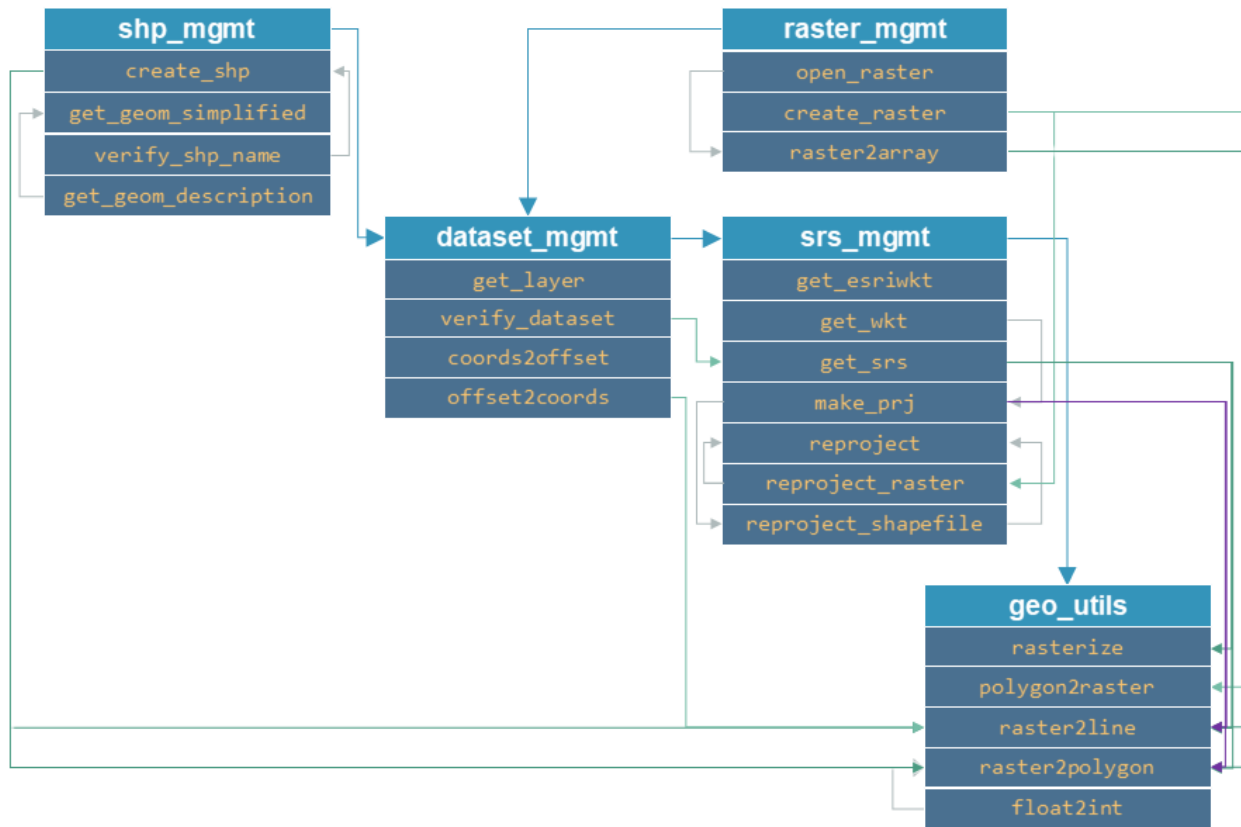 shp_mgmt
create_shp
get_geom_simplified
verify_shp_name
get_geom_description
raster_mgmt
open_raster
create_raster
raster2array
dataset_mgmt
get_layer
verify_dataset
coords2offset
offset2coords
srs_mgmt
get_esriwkt
get_wkt
get_srs
make_prj
reproject
reproject_raster
reproject_shapefile
geo_utils
rasterize
polygon2raster
raster2line
raster2polygon
float2int